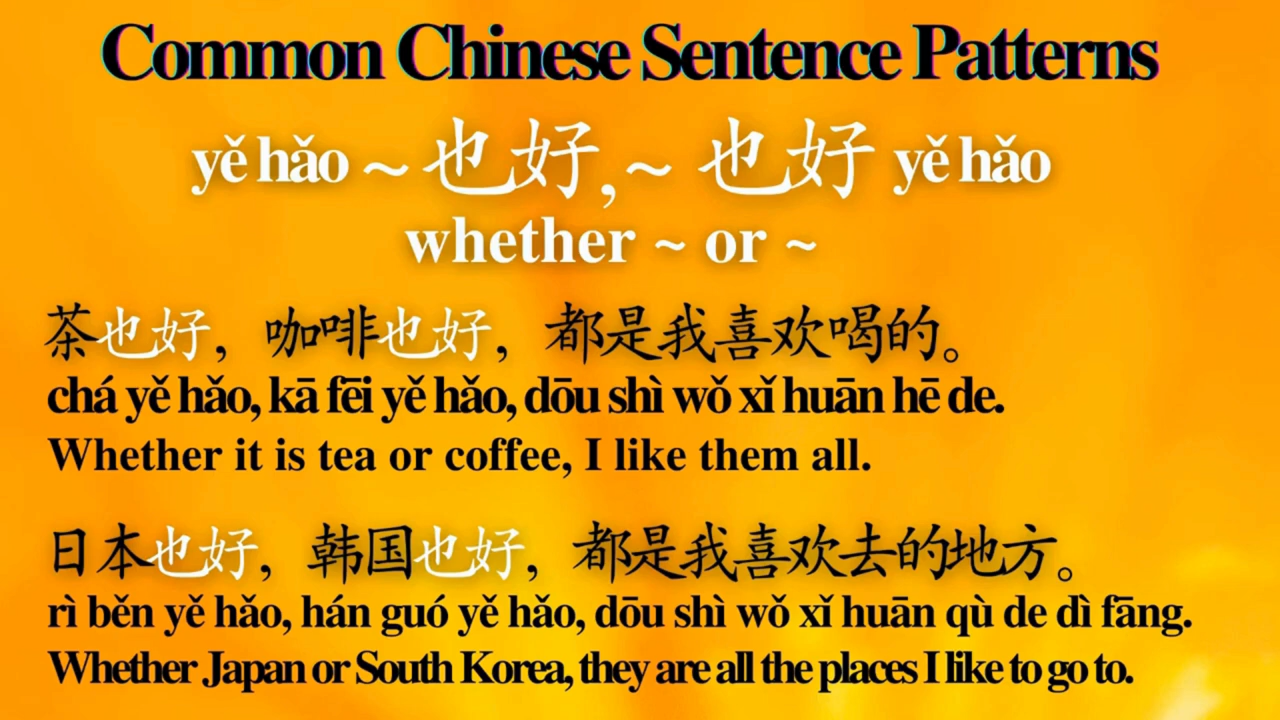 Common Chinese Sentence Patterns
yě hǎo ~也好,~ 也好 yě hǎo
whether ~ or ~
茶也好，咖啡也好，都是我喜欢喝的。
chá yě hǎo, kā fēi yě hǎo, dōu shì wǒ xǐ huān hē de.
Whether it is tea or coffee, I like them all.
日本也好，韩国也好，都是我喜欢去的地方。
rì běn yě hǎo, hán guó yě hǎo, dōu shì wǒ xǐ huān qù de dì fāng.
Whether Japan or South Korea, they are all the places I like to go to.